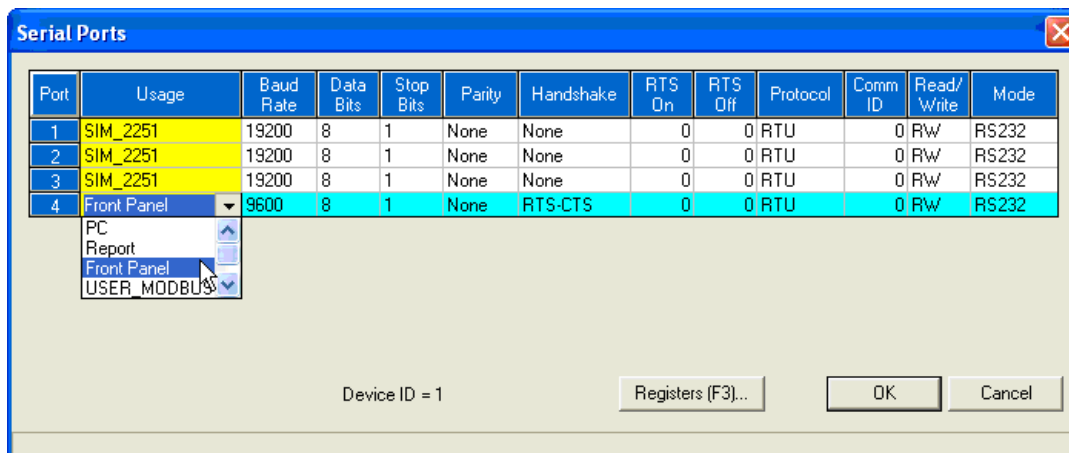 Serial Ports
Port Usage Baud Rate Data Bits Stop Bits Parity Handshake RTS On RTS Off Protocol Comm ID Read/Write Mode
1 SIM_2251 19200 8 1 None None 0 0 RTU 0 RW RS232
2 SIM_2251 19200 8 1 None None 0 0 RTU 0 RW RS232
3 SIM_2251 19200 8 1 None None 0 0 RTU 0 RW RS232
4 Front Panel 9600 8 1 None RTS-CTS 0 0 RTU 0 RW RS232
PC
Report
Front Panel
USER_MODBUS
Device ID = 1 Registers (F3)... OK Cancel